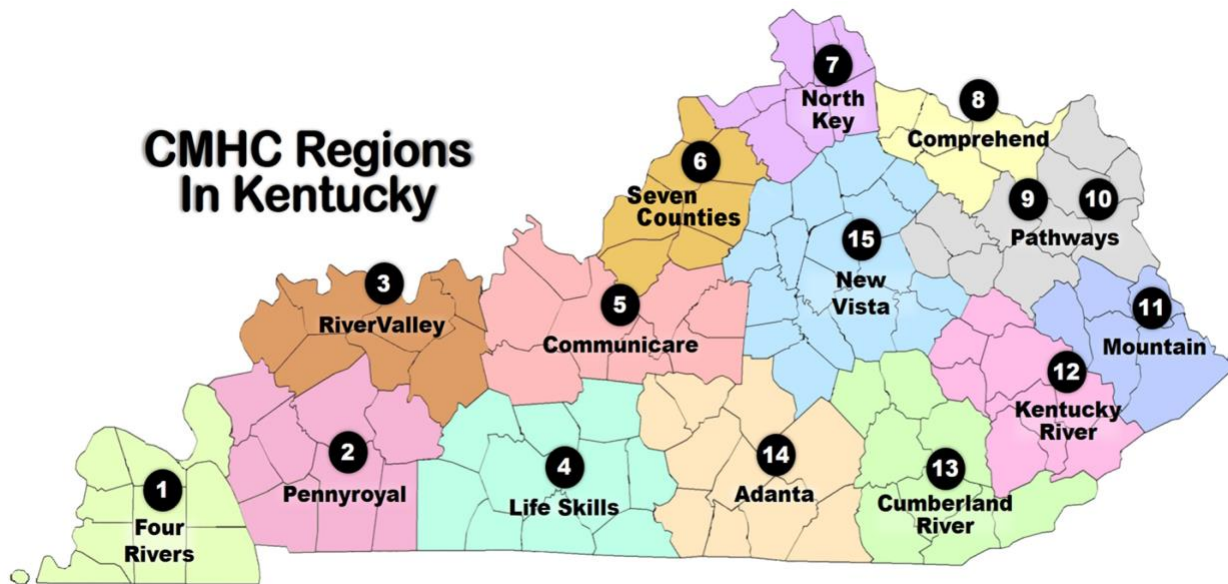 CMHC Regions
In Kentucky
7
North
Key
8
Comprehend
6
Seven
Counties
9
10
Pathways
15
New
Vista
3
RiverValley
5
Communicare
11
Mountain
12
Kentucky
River
2
Pennyroyal
4
Life Skills
14
Adanta
13
Cumberland
River
1
Four
Rivers